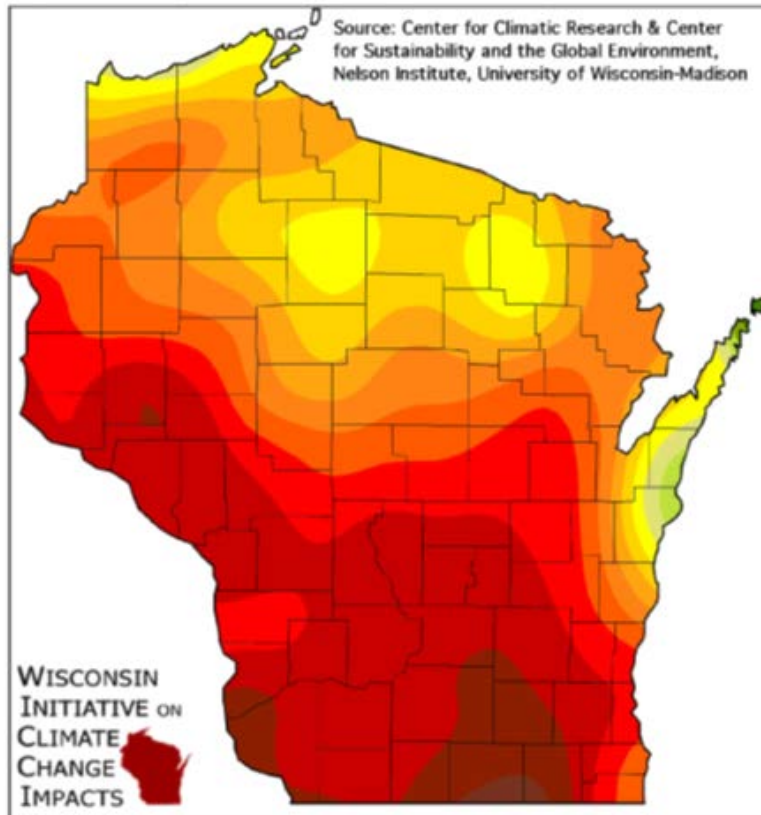 Source: Center for Climatic Research & Center
for Sustainability and the Global Environment,
Nelson Institute, University of Wisconsin-Madison
WISCONSIN
INITIATIVE ON
CLIMATE
CHANGE
IMPACTS